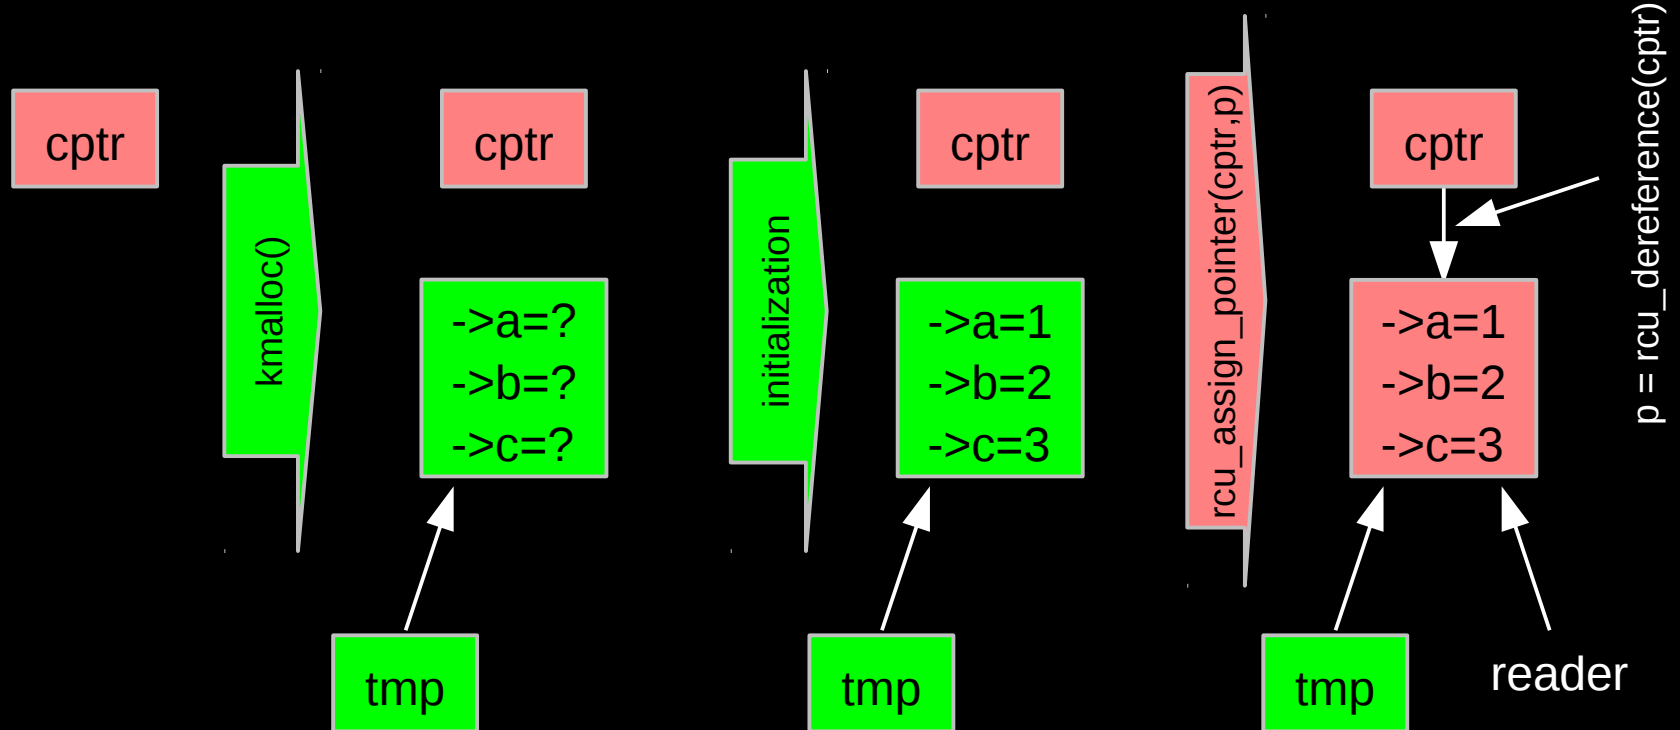 cptr
kmalloc()
cptr
->a=?
->b=?
->c=?
tmp
initialization
cptr
->a=1
->b=2
->c=3
tmp
rcu_assign_pointer(cptr,p)
cptr
->a=1
->b=2
->c=3
tmp
reader
p = rcu_dereference(cptr)